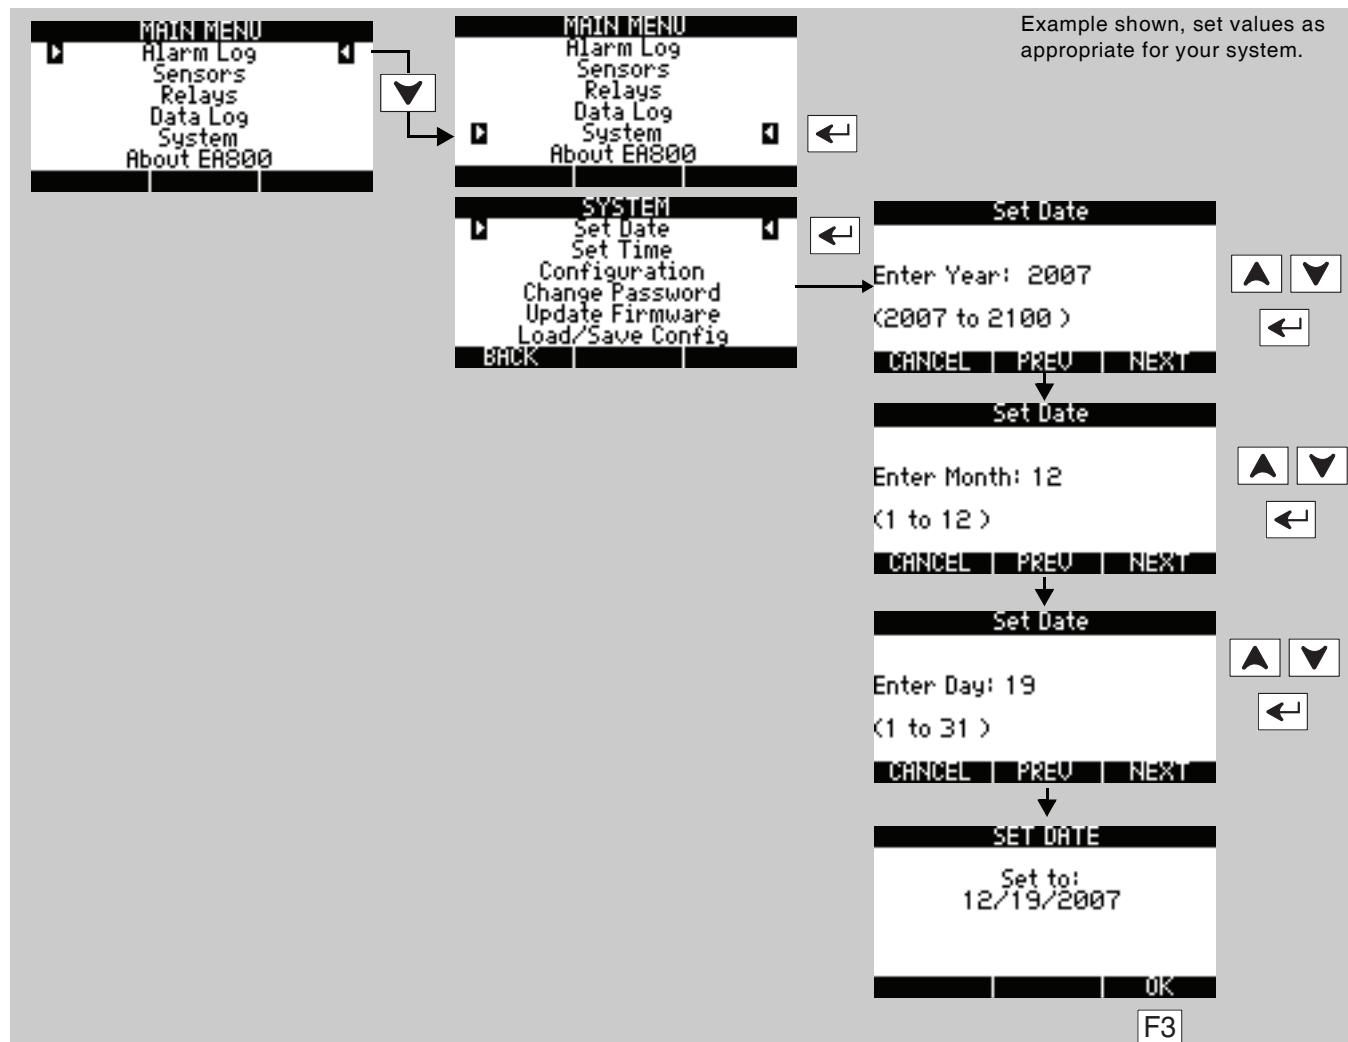 MAIN MENU
Alarm Log
Sensors
Relays
Data Log
System
About EA800
MAIN MENU
Alarm Log
Sensors
Relays
Data Log
System
About EA800
Example shown, set values as
appropriate for your system.
SYSTEM
Set Date
Set Time
Configuration
Change Password
Update Firmware
Load/Save Config
BACK
Set Date
Enter Year: 2007
(2007 to 2100 )
CANCEL | PREV | NEXT
Set Date
Enter Month: 12
(1 to 12 )
CANCEL | PREV | NEXT
Set Date
Enter Day: 19
(1 to 31 )
CANCEL | PREV | NEXT
SET DATE
Set to:
12/19/2007
OK
F3